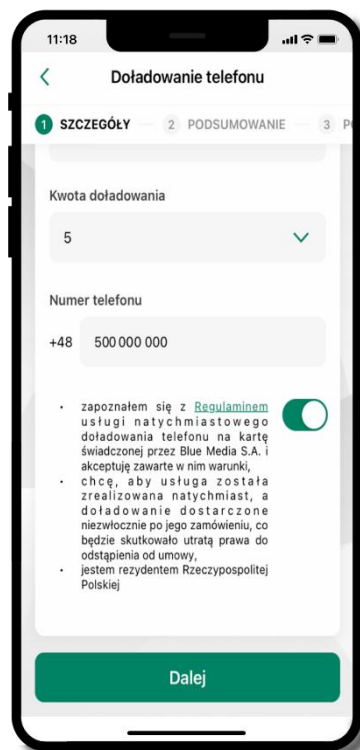 11:18
Doładowanie telefonu
1 SZCZEGÓŁY 2 PODSUMOWANIE 3 P
Kwota doładowania
5
Numer telefonu
+48 500 000 000
• zapoznałem się z Regulaminem
usługi natychmiastowego
doładowania telefonu na kartę
świadczonej przez Blue Media S.A. i
akceptuję zawarte w nim warunki,
• chcę, aby usługa została
zrealizowana natychmiast, a
doładowanie dostarczone
niezwłocznie po jego zamówieniu, co
będzie skutkowało utratą prawa do
odstąpienia od umowy,
• jestem rezydentem Rzeczypospolitej
Polskiej
Dalej